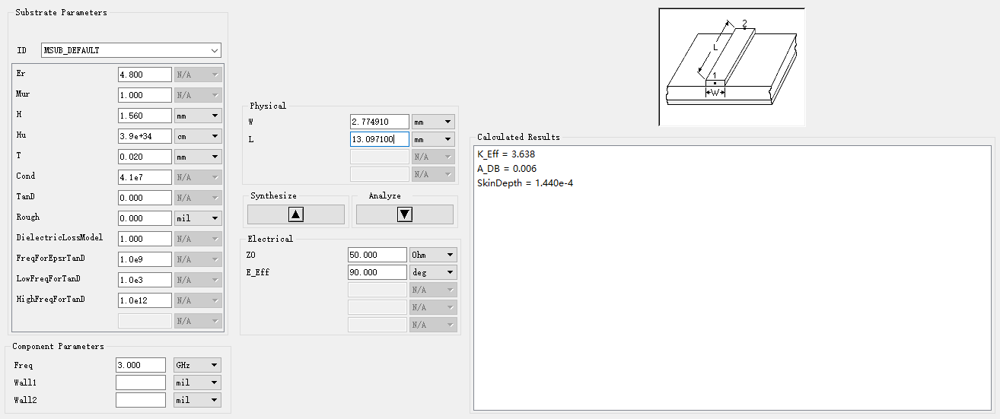 Substrate Parameters
ID MSUB_DEFAULT
Er 4.800 N/A
Mur 1.000 N/A
H 1.560 mm
Hu 3.9e+34 cm
T 0.020 mm
Cond 4.1e7 N/A
TanD 0.000 N/A
Rough 0.000 mil
DielectricLossModel 1.000 N/A
FreqForEpsrTanD 1.0e9 N/A
LowFreqForTanD 1.0e3 N/A
HighFreqForTanD 1.0e12 N/A
N/A
Component Parameters
Freq 3.000 GHz
Wall1 mil
Wall2 mil
Physical
W 2.774910 mm
L 13.097100 mm
N/A
N/A
Synthesize Analyze
Electrical
Z0 50.000 Ohm
E_Eff 90.000 deg
N/A
N/A
N/A
2
L
1
W
Calculated Results
K_Eff = 3.638
A_DB = 0.006
SkinDepth = 1.440e-4